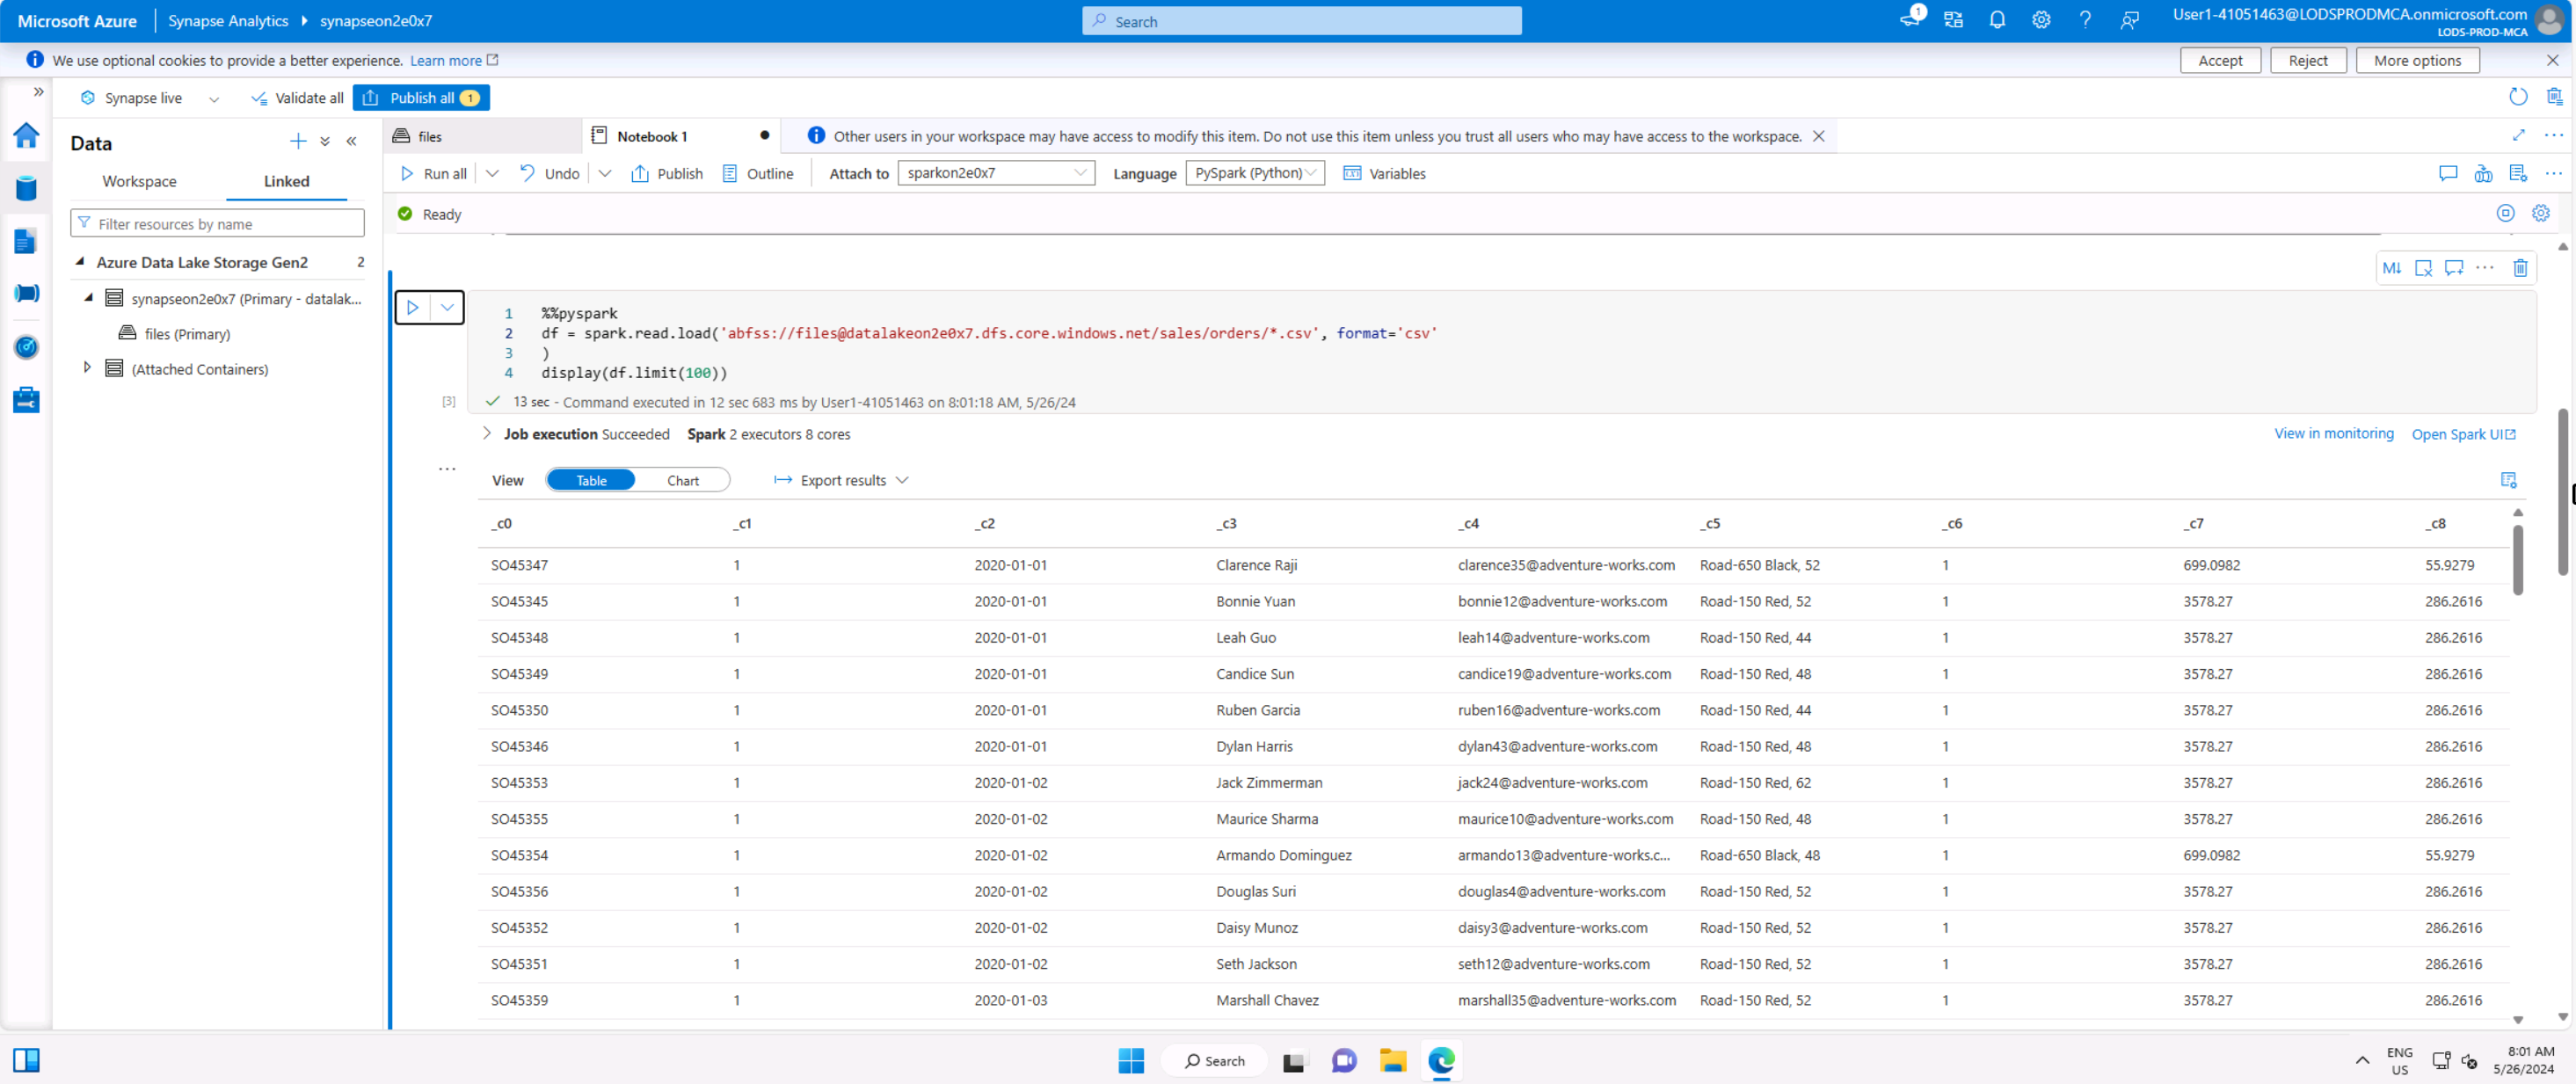 Microsoft Azure Synapse Analytics synapseon2e0x7 Search 1 User1-41051463@LODSPRODMCA.onmicrosoft.com
LODS-PROD-MCA
We use optional cookies to provide a better experience. Learn more Accept Reject More options
Synapse live Validate all Publish all 1
Data files Notebook 1 Other users in your workspace may have access to modify this item. Do not use this item unless you trust all users who may have access to the workspace.
Workspace Linked Run all Undo Publish Outline Attach to sparkon2e0x7 Language PySpark (Python) Variables
Filter resources by name Ready
Azure Data Lake Storage Gen2 2
synapseon2e0x7 (Primary - datalak...
files (Primary)
(Attached Containers)
M↓
1 %%pyspark
2 df = spark.read.load('abfss://files@datalakeon2e0x7.dfs.core.windows.net/sales/orders/*.csv', format='csv'
3 )
4 display(df.limit(100))
[3] 13 sec - Command executed in 12 sec 683 ms by User1-41051463 on 8:01:18 AM, 5/26/24
Job execution Succeeded Spark 2 executors 8 cores View in monitoring Open Spark UI
View Table Chart Export results
_c0 _c1 _c2 _c3 _c4 _c5 _c6 _c7 _c8
SO45347 1 2020-01-01 Clarence Raji clarence35@adventure-works.com Road-650 Black, 52 1 699.0982 55.9279
SO45345 1 2020-01-01 Bonnie Yuan bonnie12@adventure-works.com Road-150 Red, 52 1 3578.27 286.2616
SO45348 1 2020-01-01 Leah Guo leah14@adventure-works.com Road-150 Red, 44 1 3578.27 286.2616
SO45349 1 2020-01-01 Candice Sun candice19@adventure-works.com Road-150 Red, 48 1 3578.27 286.2616
SO45350 1 2020-01-01 Ruben Garcia ruben16@adventure-works.com Road-150 Red, 44 1 3578.27 286.2616
SO45346 1 2020-01-01 Dylan Harris dylan43@adventure-works.com Road-150 Red, 48 1 3578.27 286.2616
SO45353 1 2020-01-02 Jack Zimmerman jack24@adventure-works.com Road-150 Red, 62 1 3578.27 286.2616
SO45355 1 2020-01-02 Maurice Sharma maurice10@adventure-works.com Road-150 Red, 48 1 3578.27 286.2616
SO45354 1 2020-01-02 Armando Dominguez armando13@adventure-works.c... Road-650 Black, 48 1 699.0982 55.9279
SO45356 1 2020-01-02 Douglas Suri douglas4@adventure-works.com Road-150 Red, 52 1 3578.27 286.2616
SO45352 1 2020-01-02 Daisy Munoz daisy3@adventure-works.com Road-150 Red, 52 1 3578.27 286.2616
SO45351 1 2020-01-02 Seth Jackson seth12@adventure-works.com Road-150 Red, 52 1 3578.27 286.2616
SO45359 1 2020-01-03 Marshall Chavez marshall35@adventure-works.com Road-150 Red, 52 1 3578.27 286.2616
Search ENG 8:01 AM
US 5/26/2024